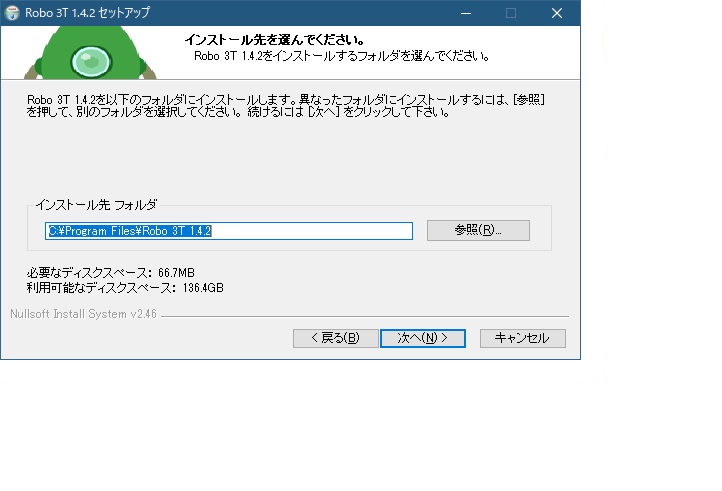 Robo 3T 1.4.2 セットアップ
インストール先を選んでください。
Robo 3T 1.4.2をインストールするフォルダを選んでください。
Robo 3T 1.4.2を以下のフォルダにインストールします。異なったフォルダにインストールするには、[参照]
を押して、別のフォルダを選択してください。 続けるには [次へ] をクリックして下さい。
インストール先 フォルダ
C:¥Program Files¥Robo 3T 1.4.2
参照(R)...
必要なディスクスペース: 66.7MB
利用可能なディスクスペース: 136.4GB
Nullsoft Install System v2.46
< 戻る(B)
次へ(N) >
キャンセル